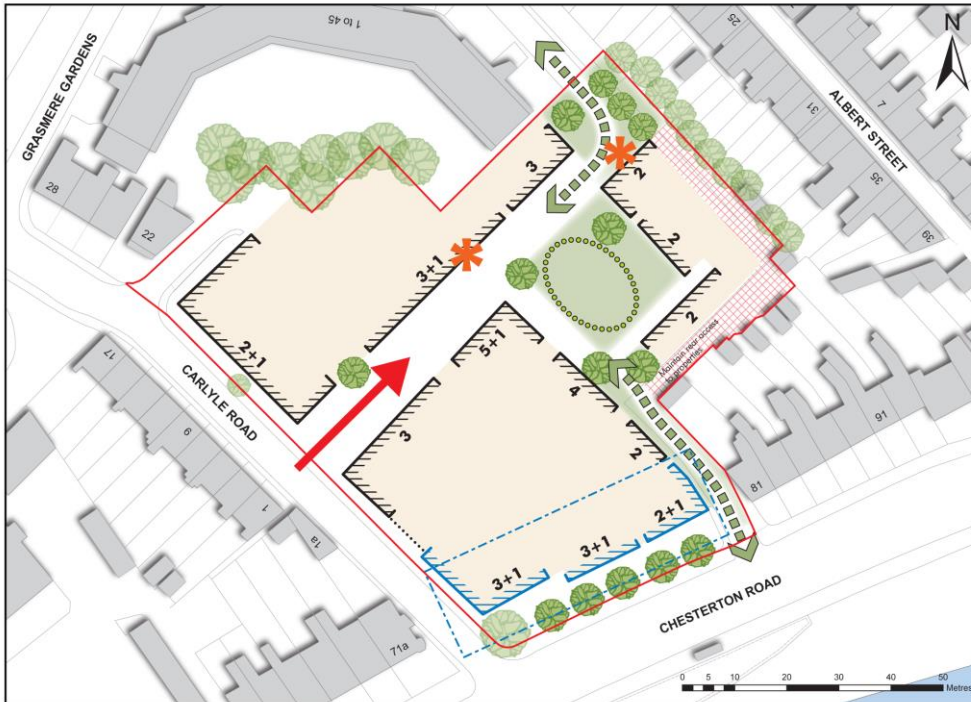 1 to 45
GRASMERE GARDENS
25
31
7
ALBERT STREET
35
39
N
28
22
3
2
3+1
2
2+1
2
Maintain rear access
to properties
17
CARLYLE ROAD
9
1
1a
5+1
3
4
2
91
81
2+1
3+1
3+1
CHESTERTON ROAD
71a
0 5 10 20 30 40 50
Metres